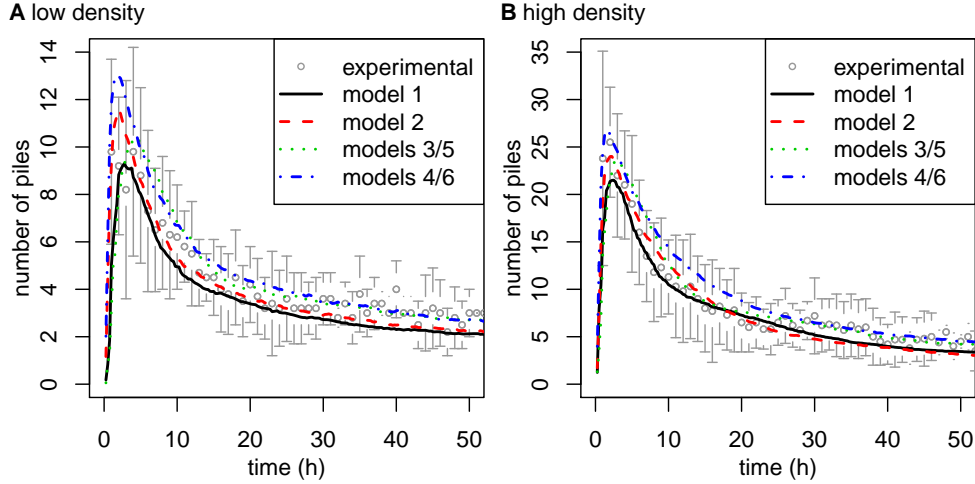 A low density
number of piles
0
2
4
6
8
10
12
14
0 10 20 30 40 50
time (h)
experimental
model 1
model 2
models 3/5
models 4/6
B high density
number of piles
0
5
10
15
20
25
30
35
0 10 20 30 40 50
time (h)
experimental
model 1
model 2
models 3/5
models 4/6